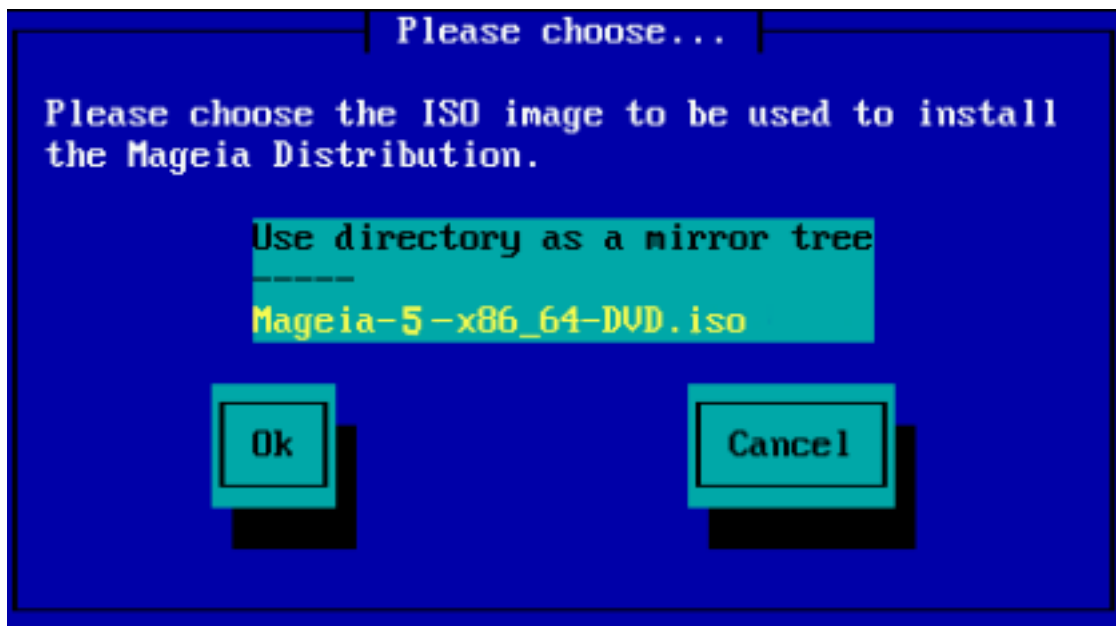 Please choose...
Please choose the ISO image to be used to install
the Mageia Distribution.
Use directory as a mirror tree
-----
Mageia-5-x86_64-DVD.iso
Ok Cancel